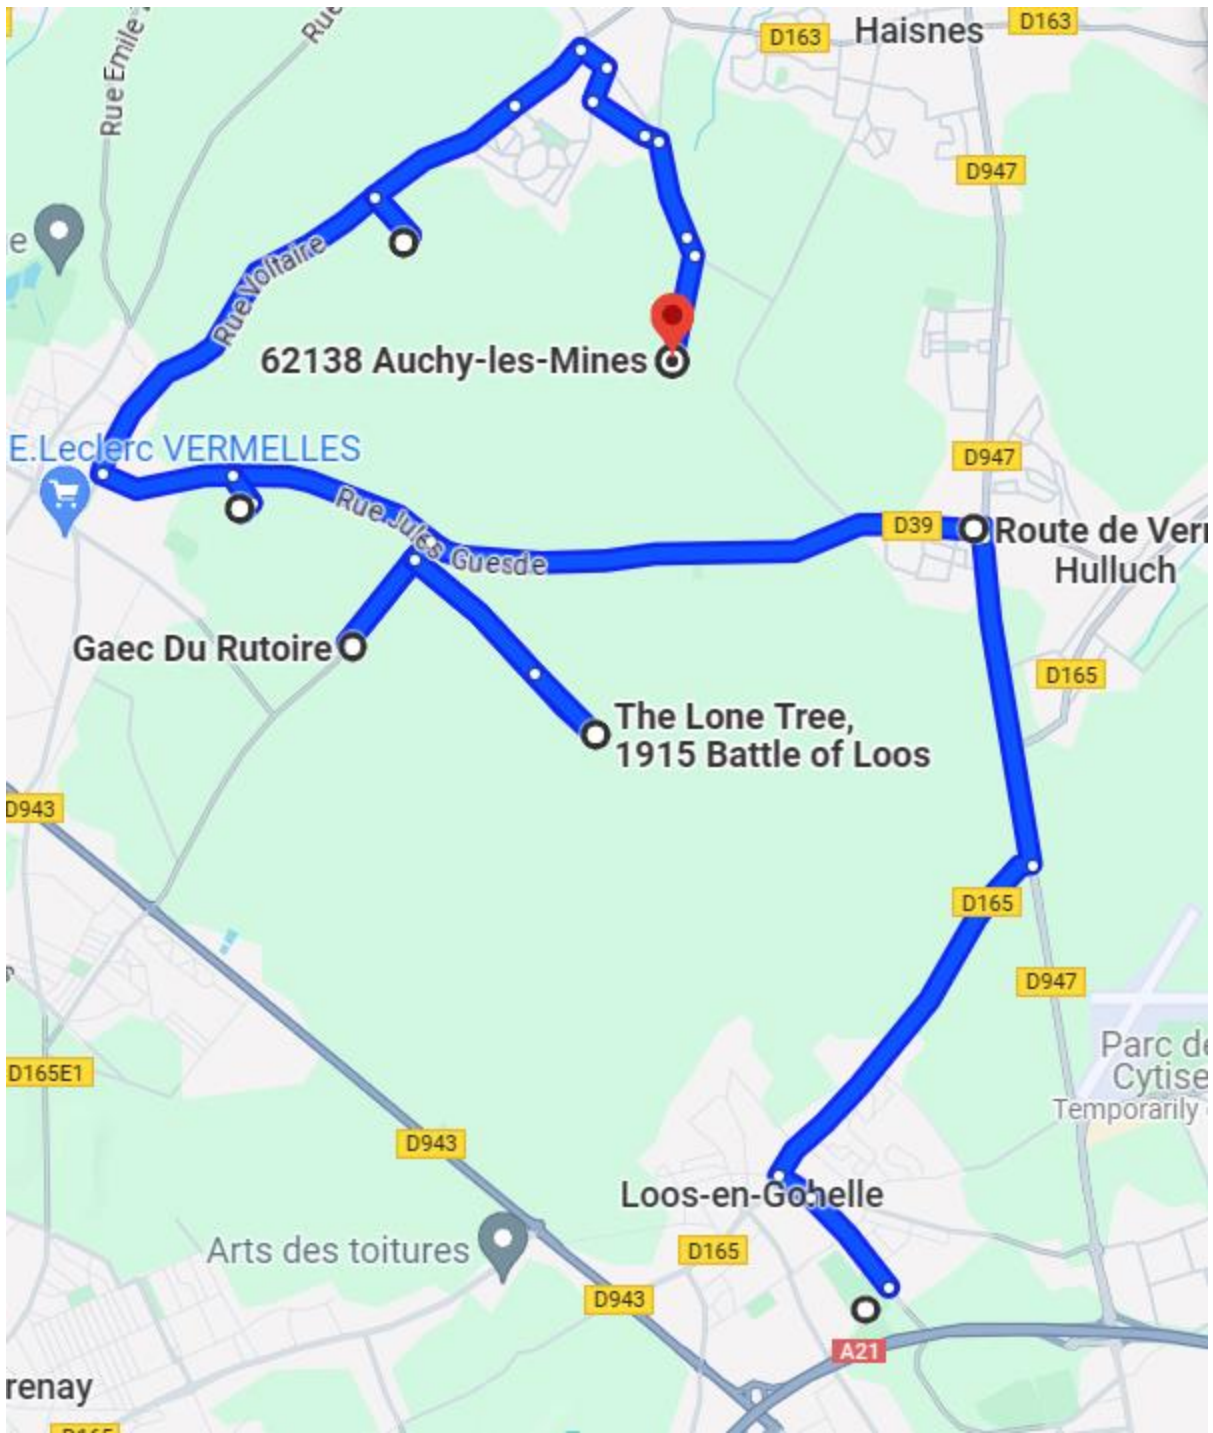 Haisnes
D163
D163
Rue Emile
Rue
D947
e
Rue Voltaire
62138 Auchy-les-Mines
E.Leclerc VERMELLES
D947
Rue Jules Guesde
D39
Route de Verr
Hulluch
Gaec Du Rutoire
D165
The Lone Tree,
1915 Battle of Loos
D943
D165
D947
Parc de
Cytise
Temporarily
D165E1
D943
Loos-en-Gohelle
Arts des toitures
D165
D943
A21
renay
D165